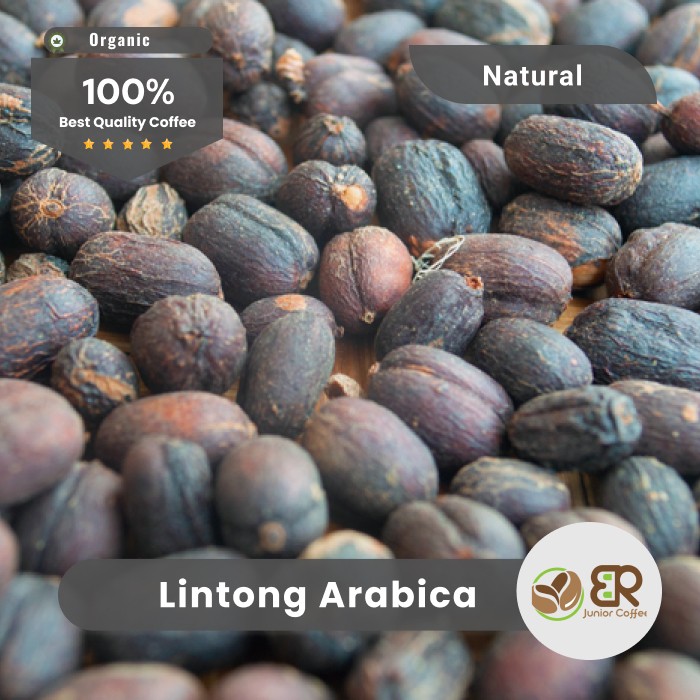 Organic
100%
Best Quality Coffee
Natural
Lintong Arabica
BR
Junior Coffee